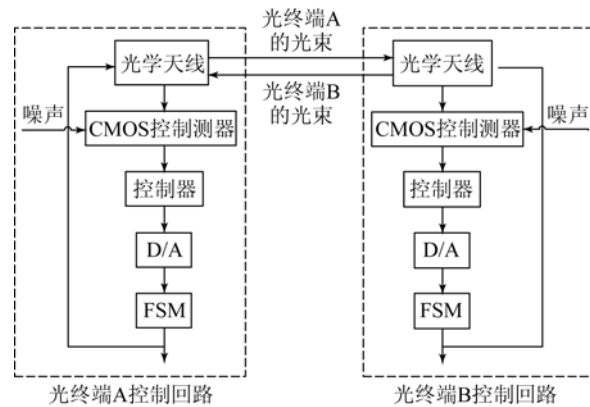 光终端A
的光束
光学天线
光学天线
光终端B
的光束
噪声
噪声
CMOS控制测器
CMOS控制测器
控制器
控制器
D/A
D/A
FSM
FSM
光终端A控制回路
光终端B控制回路